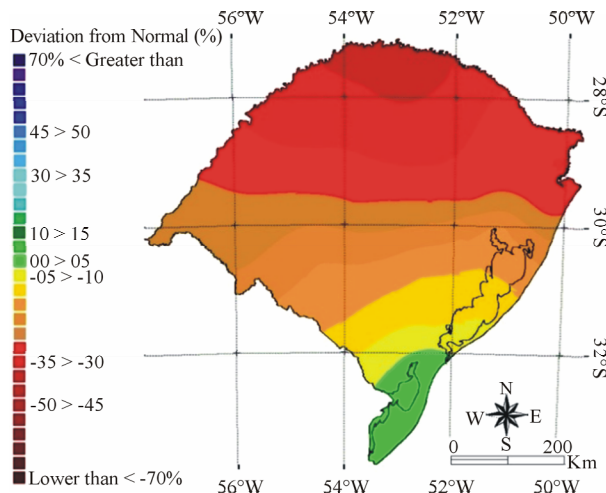 56°W
54°W
52°W
50°W
Deviation from Normal (%)
70% < Greater than
45 > 50
30 > 35
10 > 15
00 > 05
-05 > -10
-35 > -30
-50 > -45
Lower than < -70%
28°S
30°S
32°S
N
W
E
S
0
100
200
Km
56°W
54°W
52°W
50°W